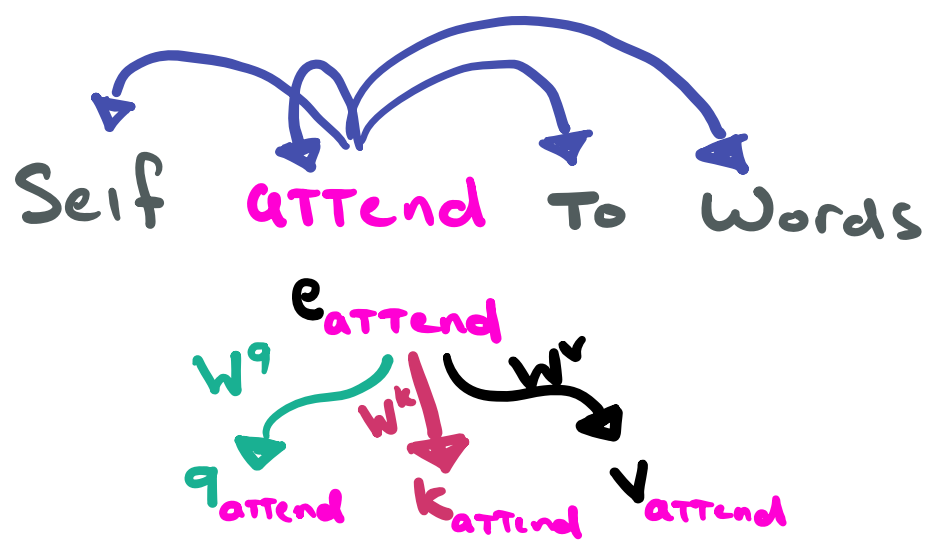 Self attend To Words
e attend
W q W k W v
q attend k attend v attend